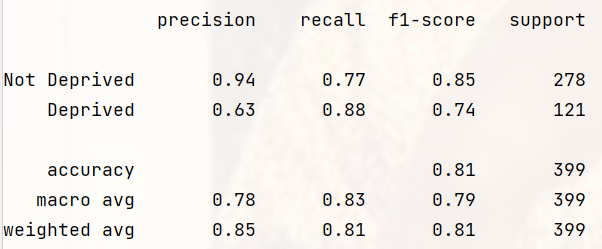 precision recall f1-score support
Not Deprived 0.94 0.77 0.85 278
Deprived 0.63 0.88 0.74 121
accuracy 0.81 399
macro avg 0.78 0.83 0.79 399
weighted avg 0.85 0.81 0.81 399